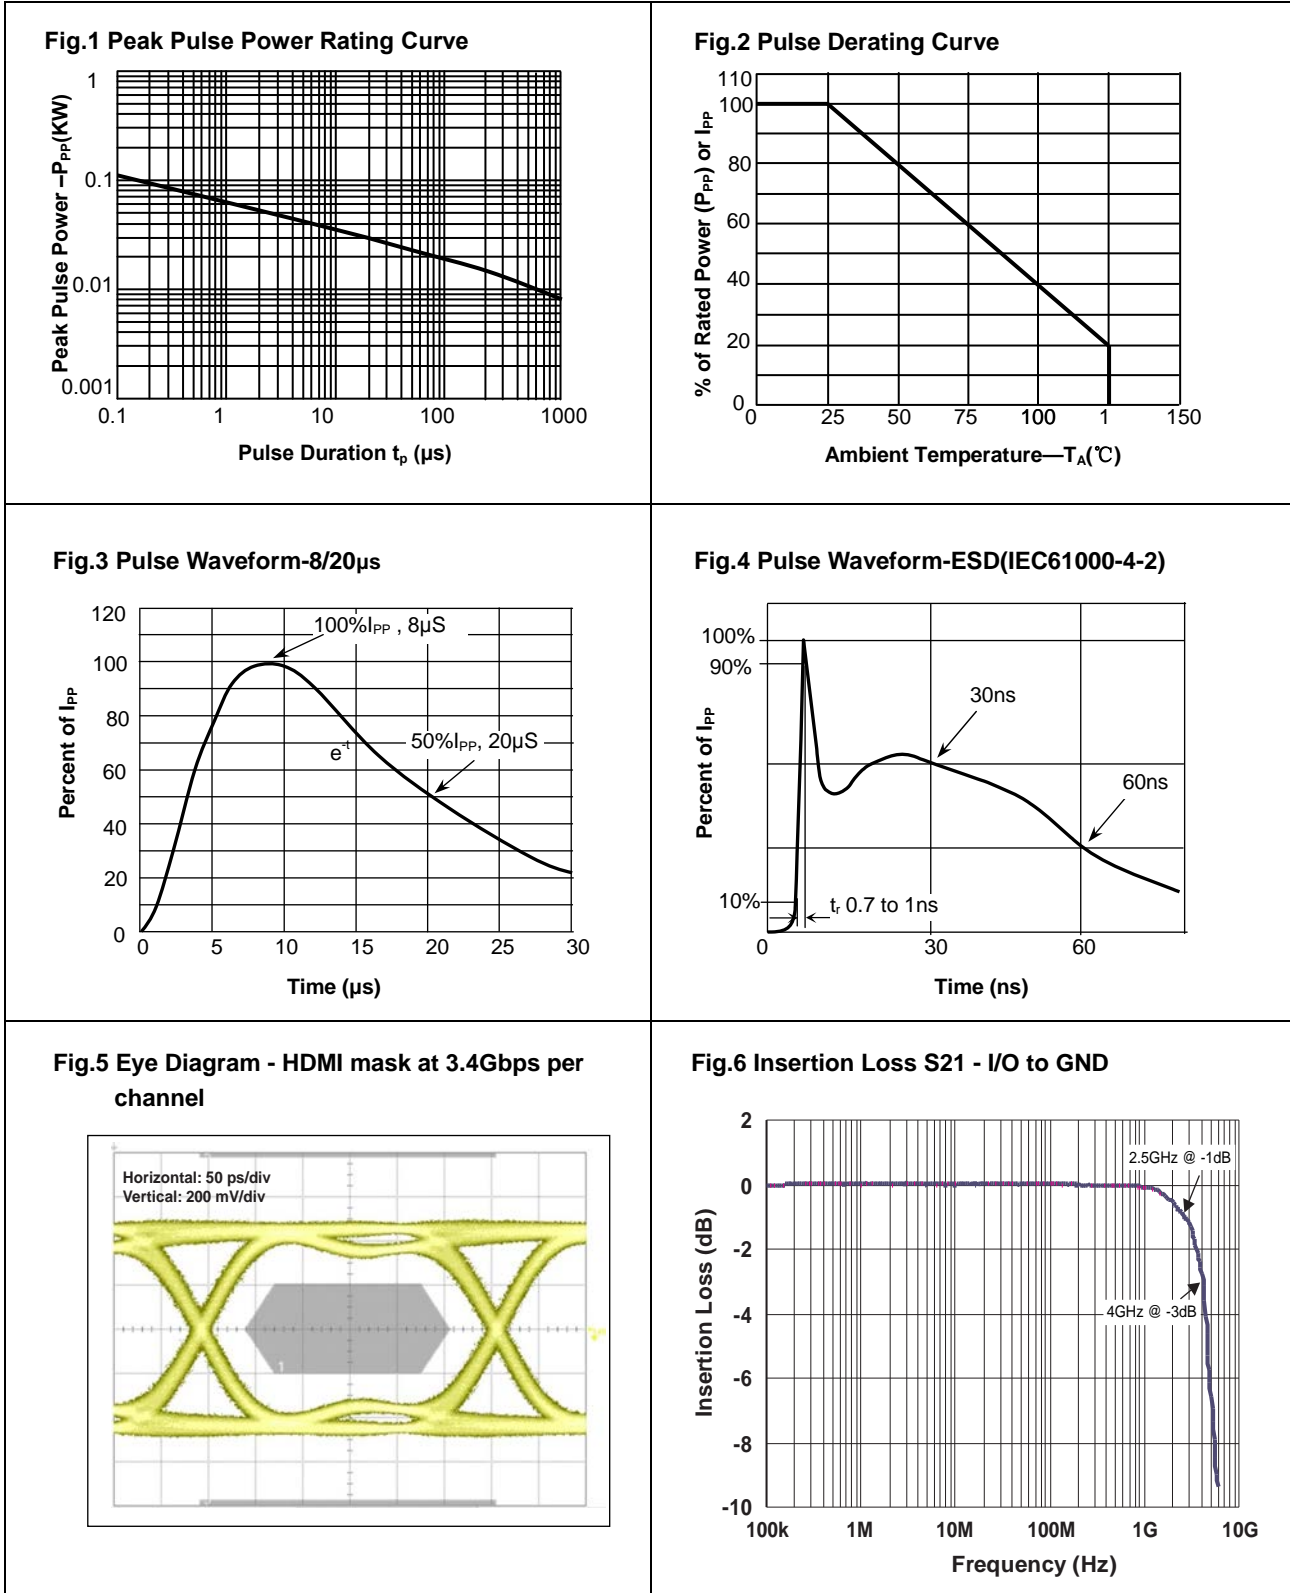 Fig.1 Peak Pulse Power Rating Curve
Peak Pulse Power –PPP(KW)
1
0.1
0.01
0.001
0.1 1 10 100 1000
Pulse Duration tp (µs)
Fig.2 Pulse Derating Curve
% of Rated Power (PPP) or IPP
110
100
80
60
40
20
0
0 25 50 75 100 1 150
Ambient Temperature—TA(℃)
Fig.3 Pulse Waveform-8/20µs
Percent of IPP
120
100
80
60
40
20
0
100%IPP , 8µS
e-t
50%IPP, 20µS
0 5 10 15 20 25 30
Time (µs)
Fig.4 Pulse Waveform-ESD(IEC61000-4-2)
Percent of IPP
100%
90%
10%
30ns
60ns
tr 0.7 to 1ns
0 30 60
Time (ns)
Fig.5 Eye Diagram - HDMI mask at 3.4Gbps per
channel
Horizontal: 50 ps/div
Vertical: 200 mV/div
1
Fig.6 Insertion Loss S21 - I/O to GND
Insertion Loss (dB)
2
0
-2
-4
-6
-8
-10
2.5GHz @ -1dB
4GHz @ -3dB
100k 1M 10M 100M 1G 10G
Frequency (Hz)